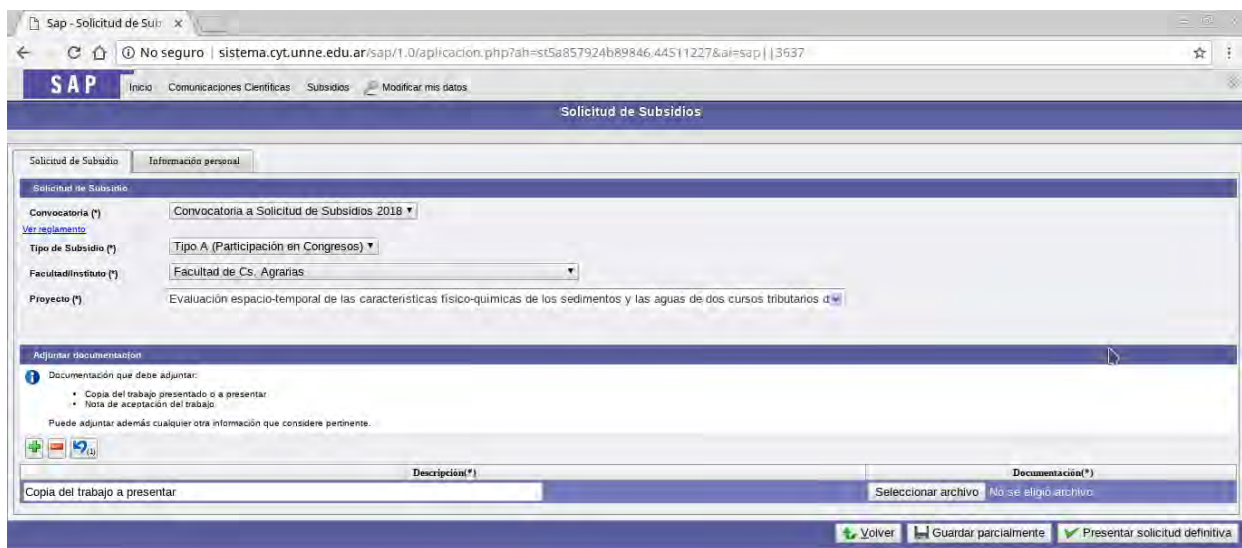 Sap - Solicitud de Sub x
No seguro | sistema.cyt.unne.edu.ar/sap/1.0/aplicacion.php?ah=st5a857924b89846.44511227&ai=sap||3637
SAP Inicio Comunicaciones Científicas Subsidios Modificar mis datos
Solicitud de Subsidios
Solicitud de Subsidio Información personal
Solicitud de Subsidio
Convocatoria (*) Convocatoria a Solicitud de Subsidios 2018
Ver reglamento
Tipo de Subsidio (*) Tipo A (Participación en Congresos)
Facultad/Instituto (*) Facultad de Cs. Agrarias
Proyecto (*) Evaluación espacio-temporal de las características físico-químicas de los sedimentos y las aguas de dos cursos tributarios d
Adjuntar documentacion
Documentación que debe adjuntar:
• Copia del trabajo presentado o a presentar
• Nota de aceptación del trabajo
Puede adjuntar además cualquier otra información que considere pertinente.
(1)
Descripción(*) Documentación(*)
Copia del trabajo a presentar Seleccionar archivo No se eligió archivo
Volver Guardar parcialmente Presentar solicitud definitiva